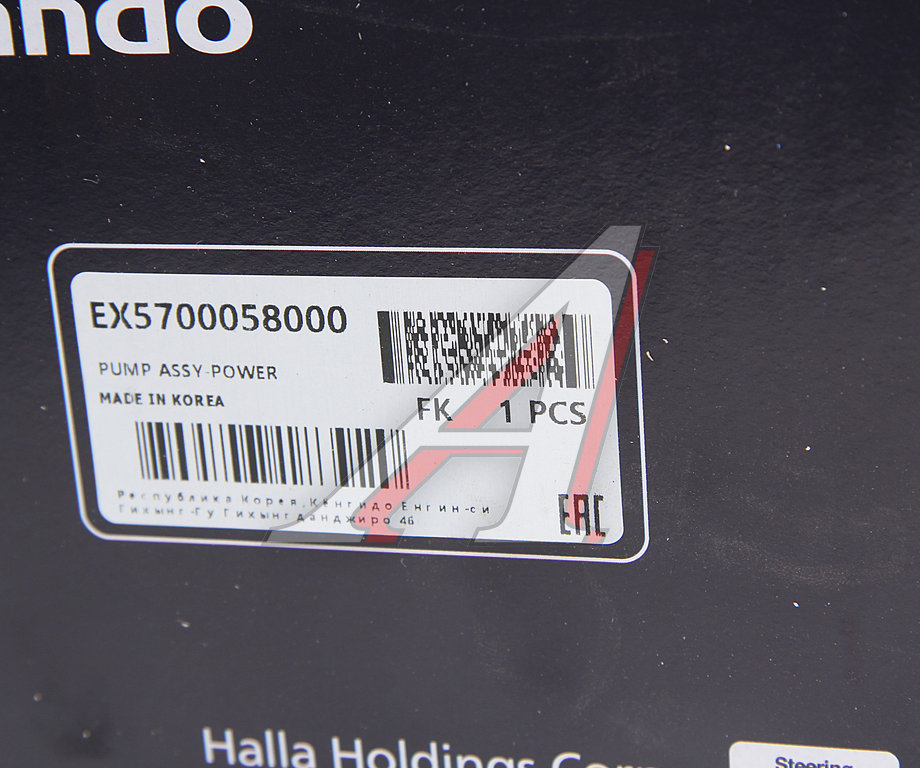 ando
EX5700058000
PUMP ASSY-POWER
MADE IN KOREA
FK 1 PCS
Республика Корея, Кенгидо Енгин-си
Гихынг-Гу Гихынгданджиро 46
EAC
Halla Holdings Corp
Steering